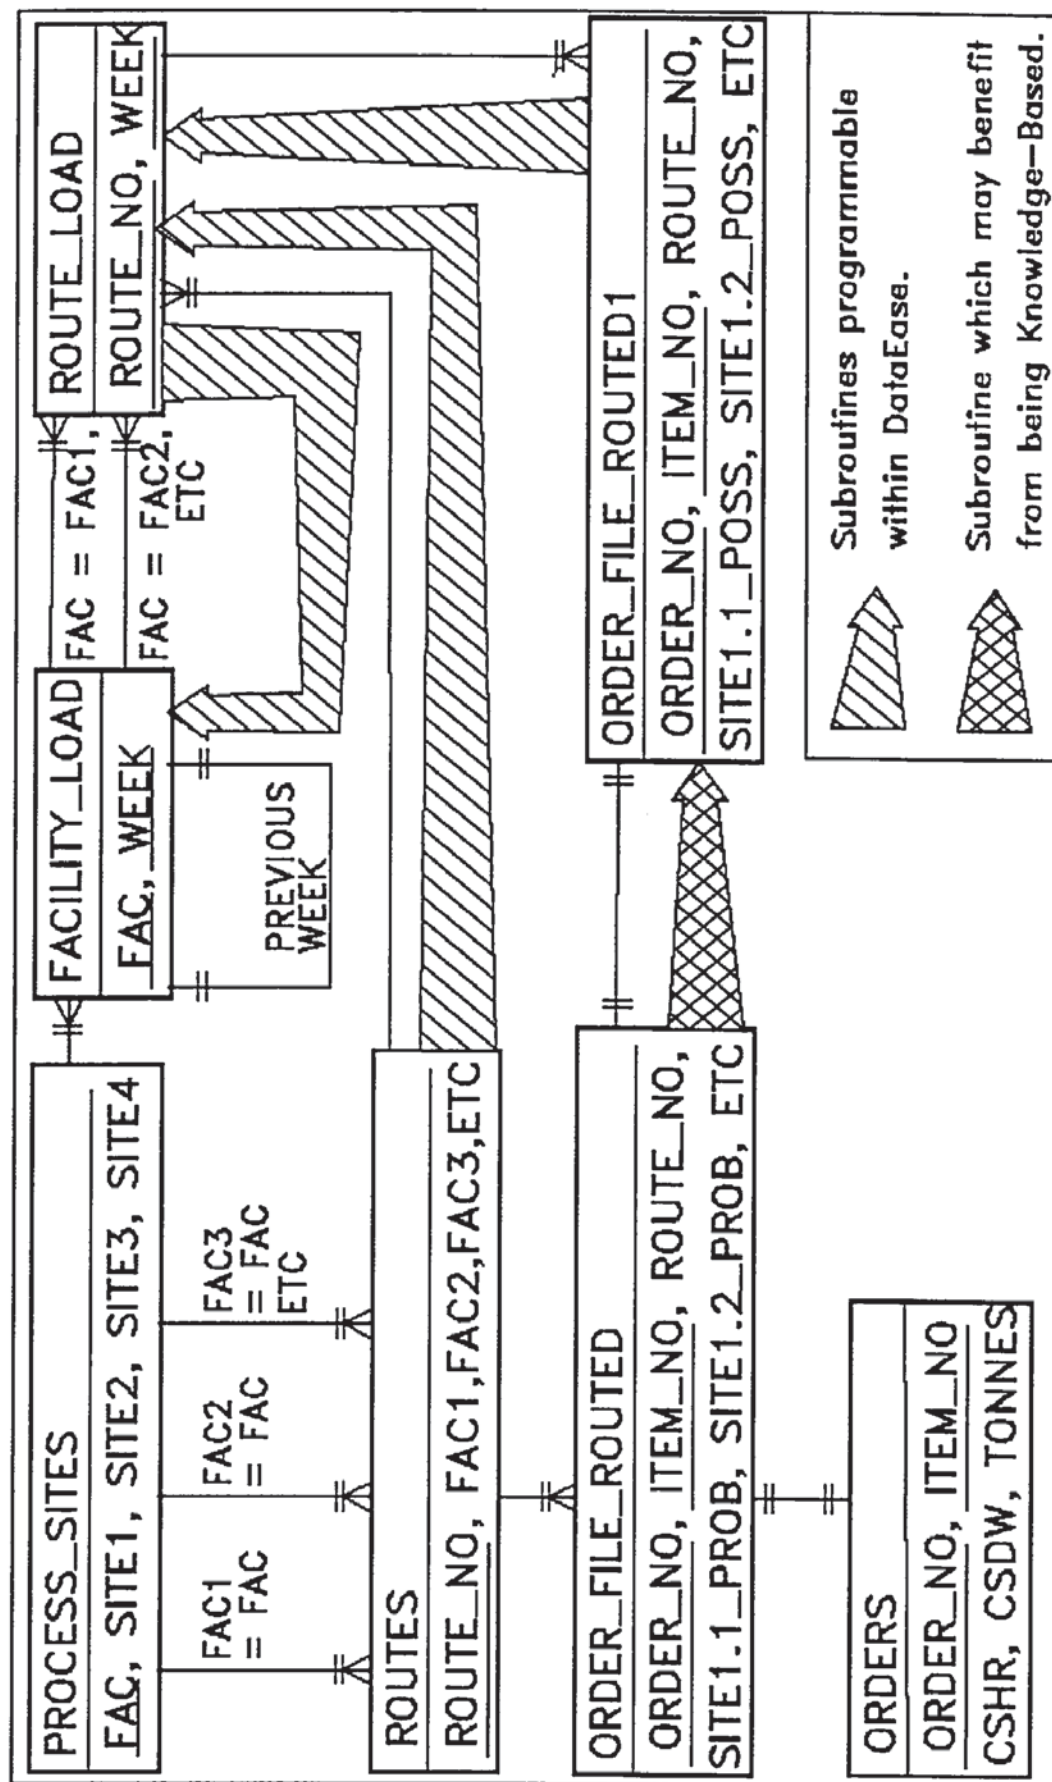 PROCESS_SITES
FAC, SITE1, SITE2, SITE3, SITE4
FACILITY_LOAD
FAC, WEEK
ROUTE_LOAD
ROUTE_NO, WEEK
FAC = FAC1,
FAC = FAC2,
ETC
PREVIOUS
WEEK
FAC1
= FAC
FAC2
= FAC
FAC3
= FAC
ETC
ROUTES
ROUTE_NO, FAC1,FAC2,FAC3,ETC
ORDER_FILE_ROUTED
ORDER_NO, ITEM_NO, ROUTE_NO,
SITE1.1_PROB, SITE1.2_PROB, ETC
ORDER_FILE_ROUTED1
ORDER_NO, ITEM_NO, ROUTE_NO,
SITE1.1_POSS, SITE1.2_POSS, ETC
ORDERS
ORDER_NO, ITEM_NO
CSHR, CSDW, TONNES
Subroutines programmable
within DataEase.
Subroutine which may benefit
from being Knowledge-Based.